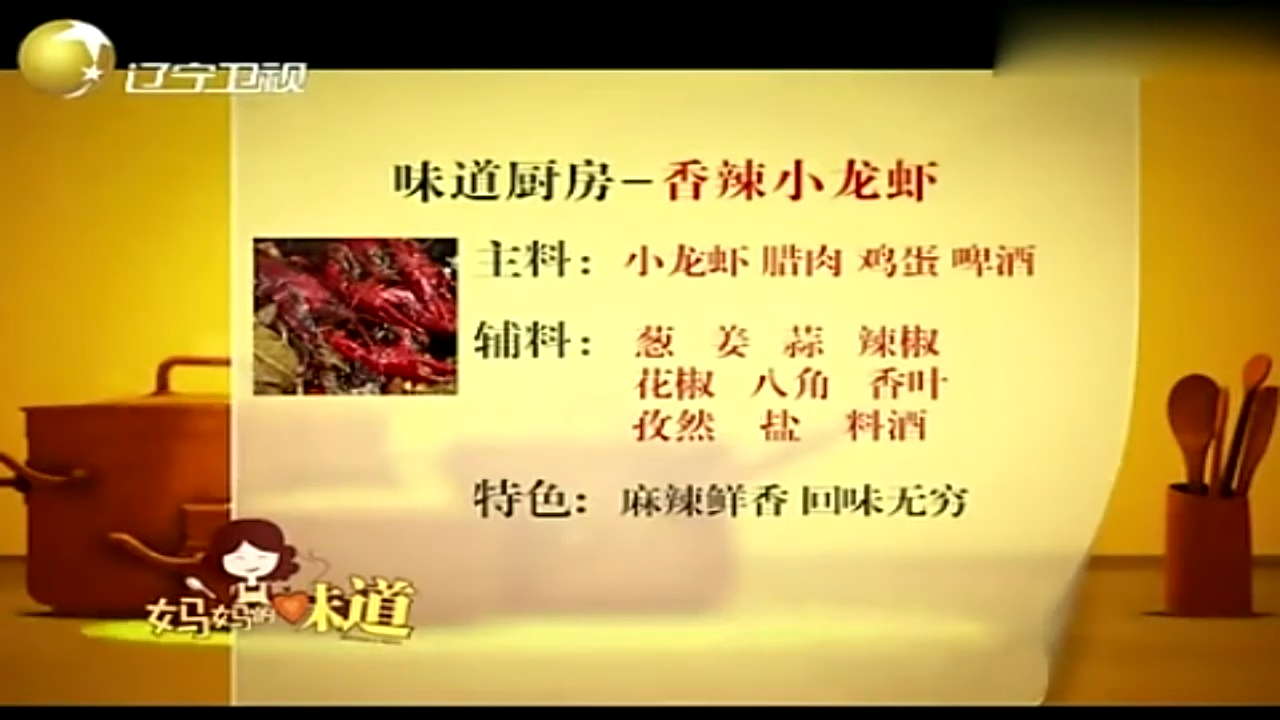 辽宁卫视
味道厨房-香辣小龙虾
主料：小龙虾 腊肉 鸡蛋 啤酒
辅料：葱 姜 蒜 辣椒
花椒 八角 香叶
孜然 盐 料酒
特色：麻辣鲜香 回味无穷
妈妈的味道